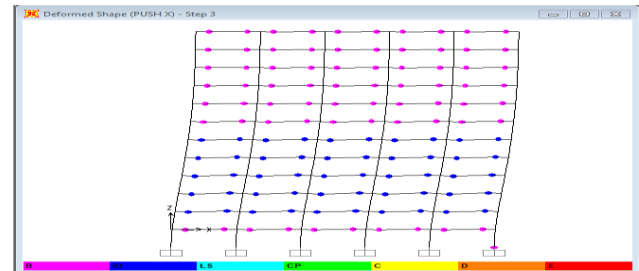 Deformed Shape (PUSH X) - Step 3
Z
X
B IO LS CP C D E